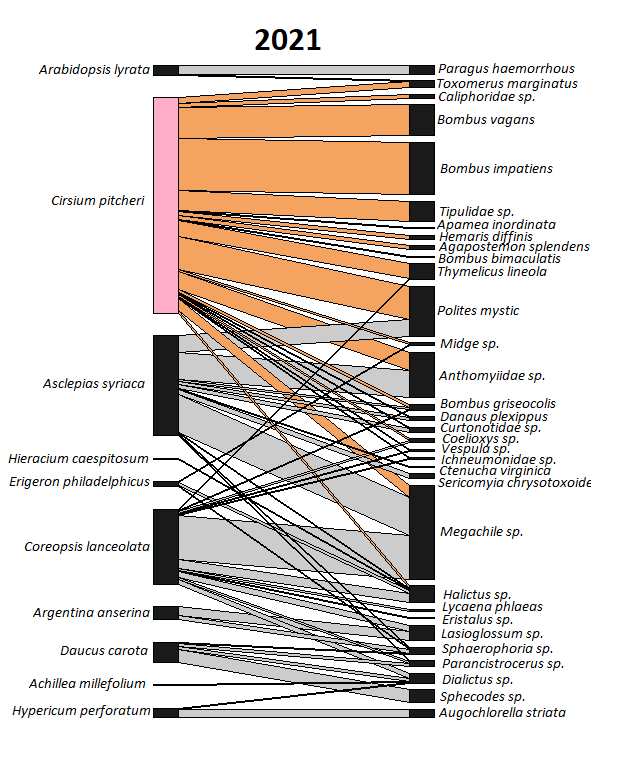 2021
Arabidopsis lyrata
Cirsium pitcheri
Asclepias syriaca
Hieracium caespitosum
Erigeron philadelphicus
Coreopsis lanceolata
Argentina anserina
Daucus carota
Achillea millefolium
Hypericum perforatum
Paragus haemorrhous
Toxomerus marginatus
Caliphoridae sp.
Bombus vagans
Bombus impatiens
Tipulidae sp.
Apamea inordinata
Hemaris diffinis
Agapostemon splendens
Bombus bimaculatis
Thymelicus lineola
Polites mystic
Midge sp.
Anthomyiidae sp.
Bombus griseocolis
Danaus plexippus
Curtonotidae sp.
Coelioxys sp.
Vespula sp.
Ichneumonidae sp.
Ctenucha virginica
Sericomyia chrysotoxoide
Megachile sp.
Halictus sp.
Lycaena phlaeas
Eristalus sp.
Lasioglossum sp.
Sphaerophoria sp.
Parancistrocerus sp.
Dialictus sp.
Sphecodes sp.
Augochlorella striata